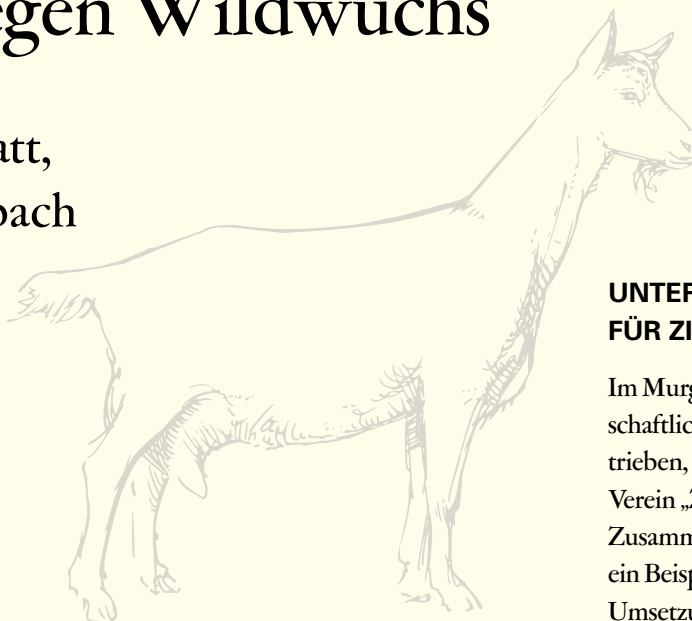 egen Wildwuchs
att,
bach
UNTER
FÜR ZI
Im Murg
schaftlic
trieben,
Verein „Z
Zusamm
ein Beisp
Umsetzu